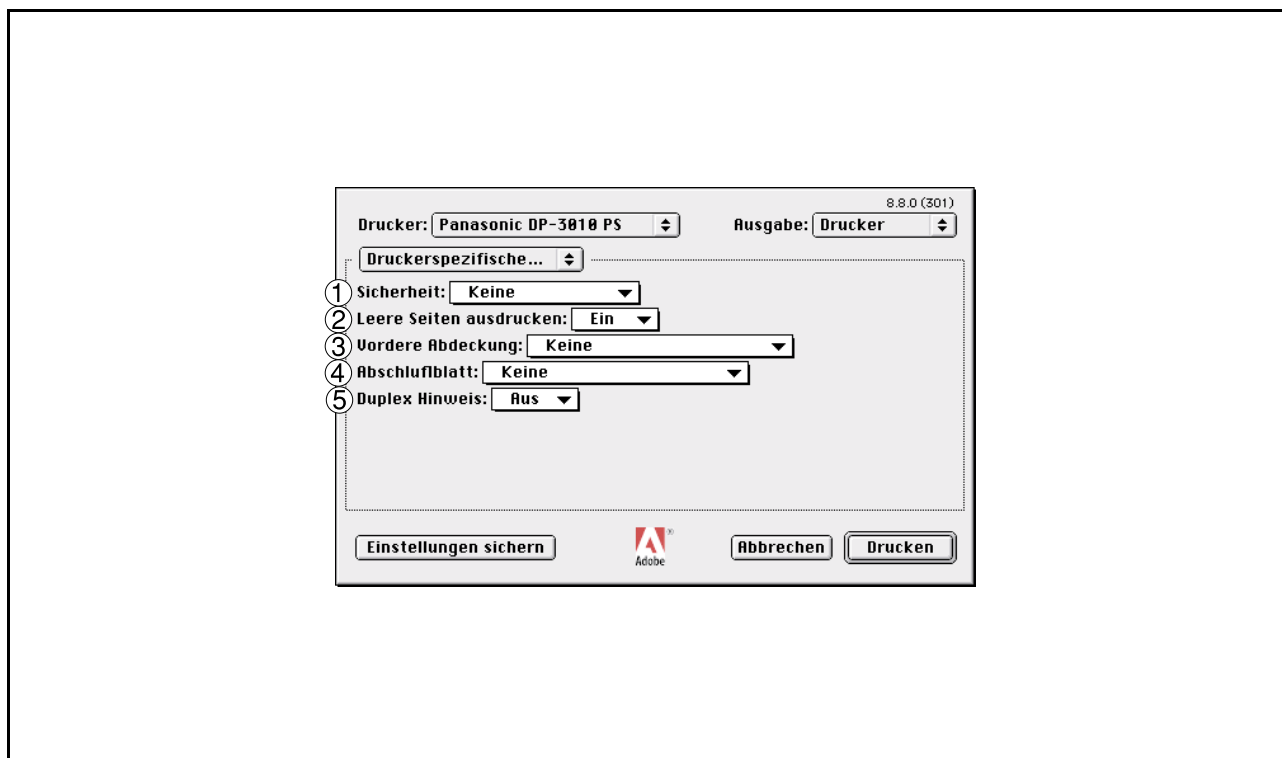 8.8.0 (301)
Drucker: Panasonic DP-3010 PS Ausgabe: Drucker
Druckerspezifische...
① Sicherheit: Keine
② Leere Seiten ausdrucken: Ein
③ Vordere Abdeckung: Keine
④ Abschlußblatt: Keine
⑤ Duplex Hinweis: Aus
Einstellungen sichern Adobe® Abbrechen Drucken